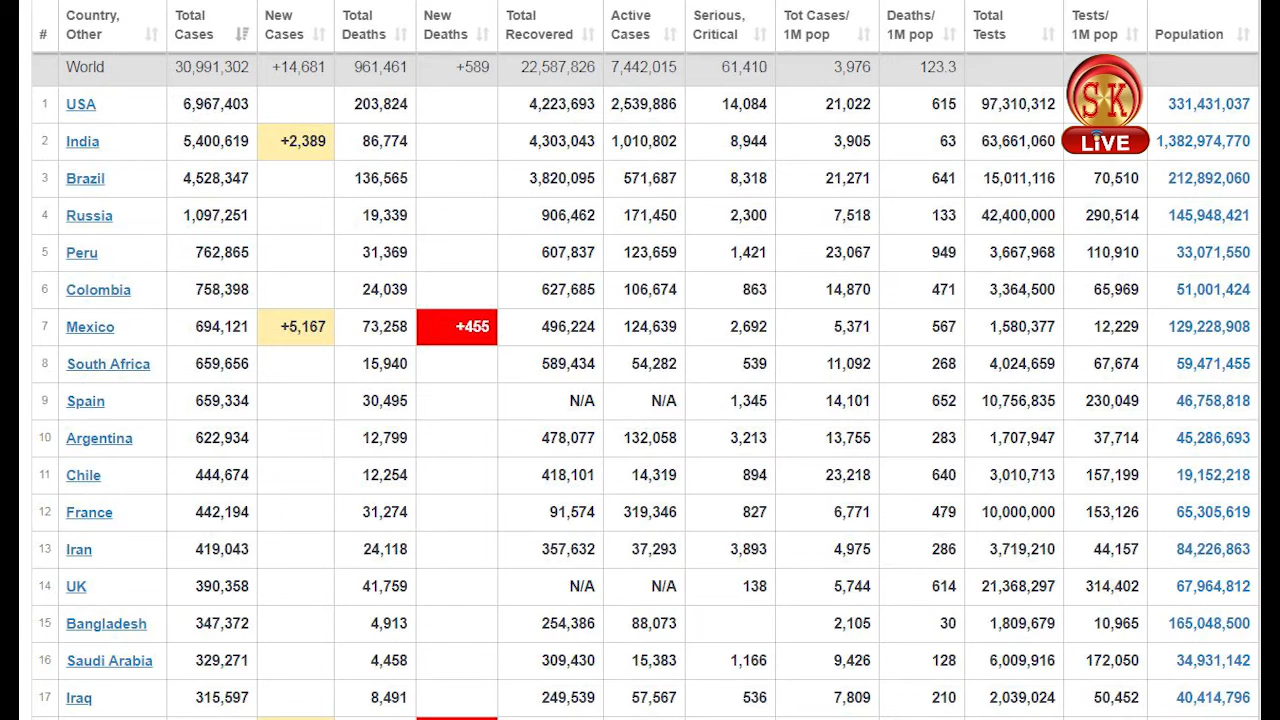 # Country, Other Total Cases New Cases Total Deaths New Deaths Total Recovered Active Cases Serious, Critical Tot Cases/ 1M pop Deaths/ 1M pop Total Tests Tests/ 1M pop Population
World 30,991,302 +14,681 961,461 +589 22,587,826 7,442,015 61,410 3,976 123.3
1 USA 6,967,403 203,824 4,223,693 2,539,886 14,084 21,022 615 97,310,312 331,431,037
SK
2 India 5,400,619 +2,389 86,774 4,303,043 1,010,802 8,944 3,905 63 63,661,060 1,382,974,770
LiVE
3 Brazil 4,528,347 136,565 3,820,095 571,687 8,318 21,271 641 15,011,116 70,510 212,892,060
4 Russia 1,097,251 19,339 906,462 171,450 2,300 7,518 133 42,400,000 290,514 145,948,421
5 Peru 762,865 31,369 607,837 123,659 1,421 23,067 949 3,667,968 110,910 33,071,550
6 Colombia 758,398 24,039 627,685 106,674 863 14,870 471 3,364,500 65,969 51,001,424
7 Mexico 694,121 +5,167 73,258 +455 496,224 124,639 2,692 5,371 567 1,580,377 12,229 129,228,908
8 South Africa 659,656 15,940 589,434 54,282 539 11,092 268 4,024,659 67,674 59,471,455
9 Spain 659,334 30,495 N/A N/A 1,345 14,101 652 10,756,835 230,049 46,758,818
10 Argentina 622,934 12,799 478,077 132,058 3,213 13,755 283 1,707,947 37,714 45,286,693
11 Chile 444,674 12,254 418,101 14,319 894 23,218 640 3,010,713 157,199 19,152,218
12 France 442,194 31,274 91,574 319,346 827 6,771 479 10,000,000 153,126 65,305,619
13 Iran 419,043 24,118 357,632 37,293 3,893 4,975 286 3,719,210 44,157 84,226,863
14 UK 390,358 41,759 N/A N/A 138 5,744 614 21,368,297 314,402 67,964,812
15 Bangladesh 347,372 4,913 254,386 88,073 2,105 30 1,809,679 10,965 165,048,500
16 Saudi Arabia 329,271 4,458 309,430 15,383 1,166 9,426 128 6,009,916 172,050 34,931,142
17 Iraq 315,597 8,491 249,539 57,567 536 7,809 210 2,039,024 50,452 40,414,796